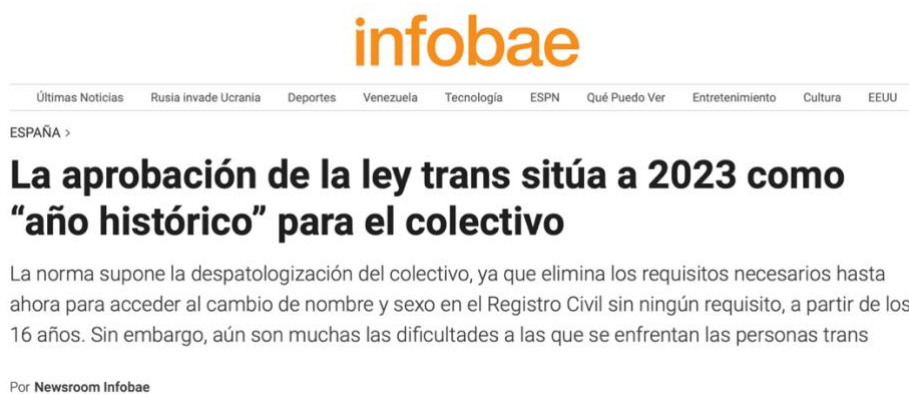 infobae
Últimas Noticias Rusia invade Ucrania Deportes Venezuela Tecnología ESPN Qué Puedo Ver Entretenimiento Cultura EEUU
ESPAÑA >
La aprobación de la ley trans sitúa a 2023 como
“año histórico” para el colectivo
La norma supone la despatologización del colectivo, ya que elimina los requisitos necesarios hasta
ahora para acceder al cambio de nombre y sexo en el Registro Civil sin ningún requisito, a partir de los
16 años. Sin embargo, aún son muchas las dificultades a las que se enfrentan las personas trans
Por Newsroom Infobae